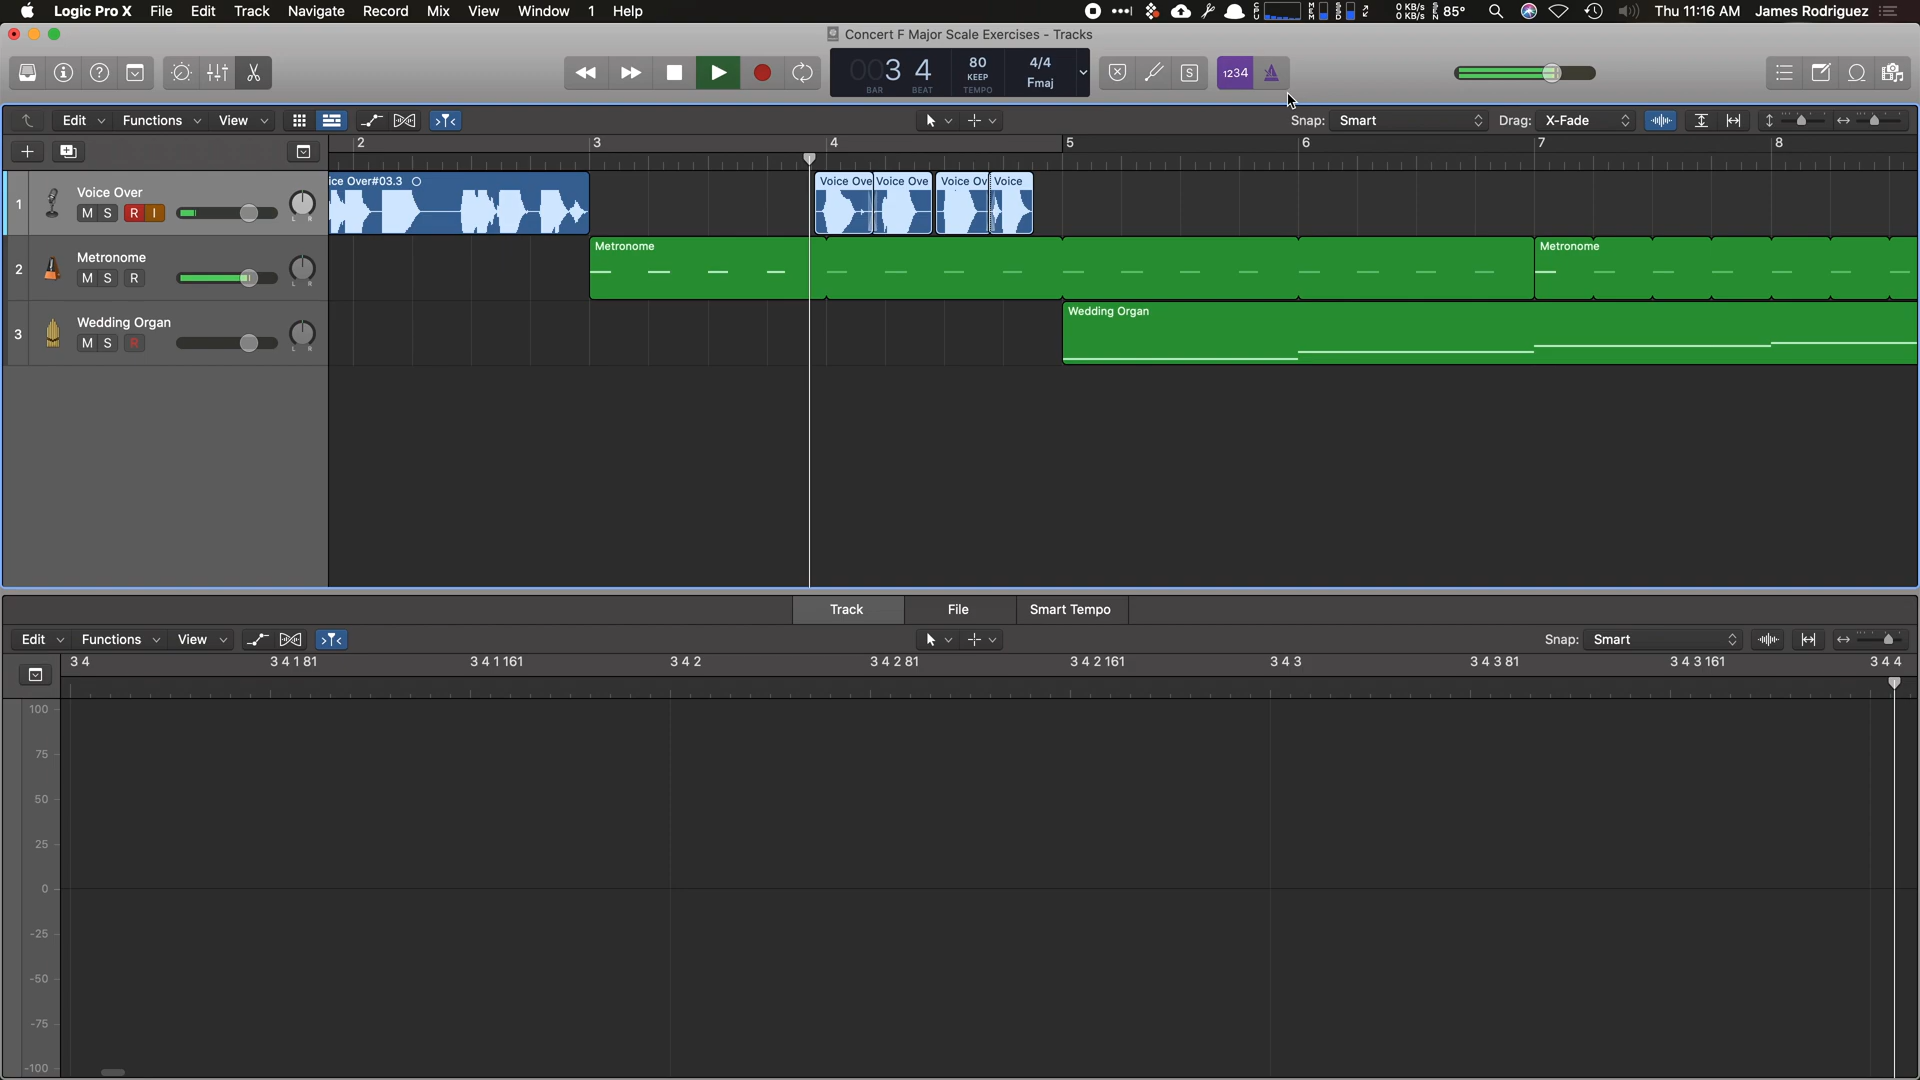 Logic Pro X File Edit Track Navigate Record Mix View Window 1 Help
0 KB/s 0 KB/s 85° Thu 11:16 AM James Rodriguez
Concert F Major Scale Exercises - Tracks
003 4 80 KEEP 4/4 Fmaj
BAR BEAT TEMPO
S 1234
Edit Functions View Snap: Smart Drag: X-Fade
2 3 4 5 6 7 8
1 Voice Over
M S R I L R
ice Over#03.3 Voice Ove Voice Ove Voice Ov Voice
2 Metronome
M S R L R
Metronome Metronome
3 Wedding Organ
M S R L R
Wedding Organ
Track File Smart Tempo
Edit Functions View Snap: Smart
3 4 3 4 1 81 3 4 1 161 3 4 2 3 4 2 81 3 4 2 161 3 4 3 3 4 3 81 3 4 3 161 3 4 4
100
75
50
25
0
-25
-50
-75
-100